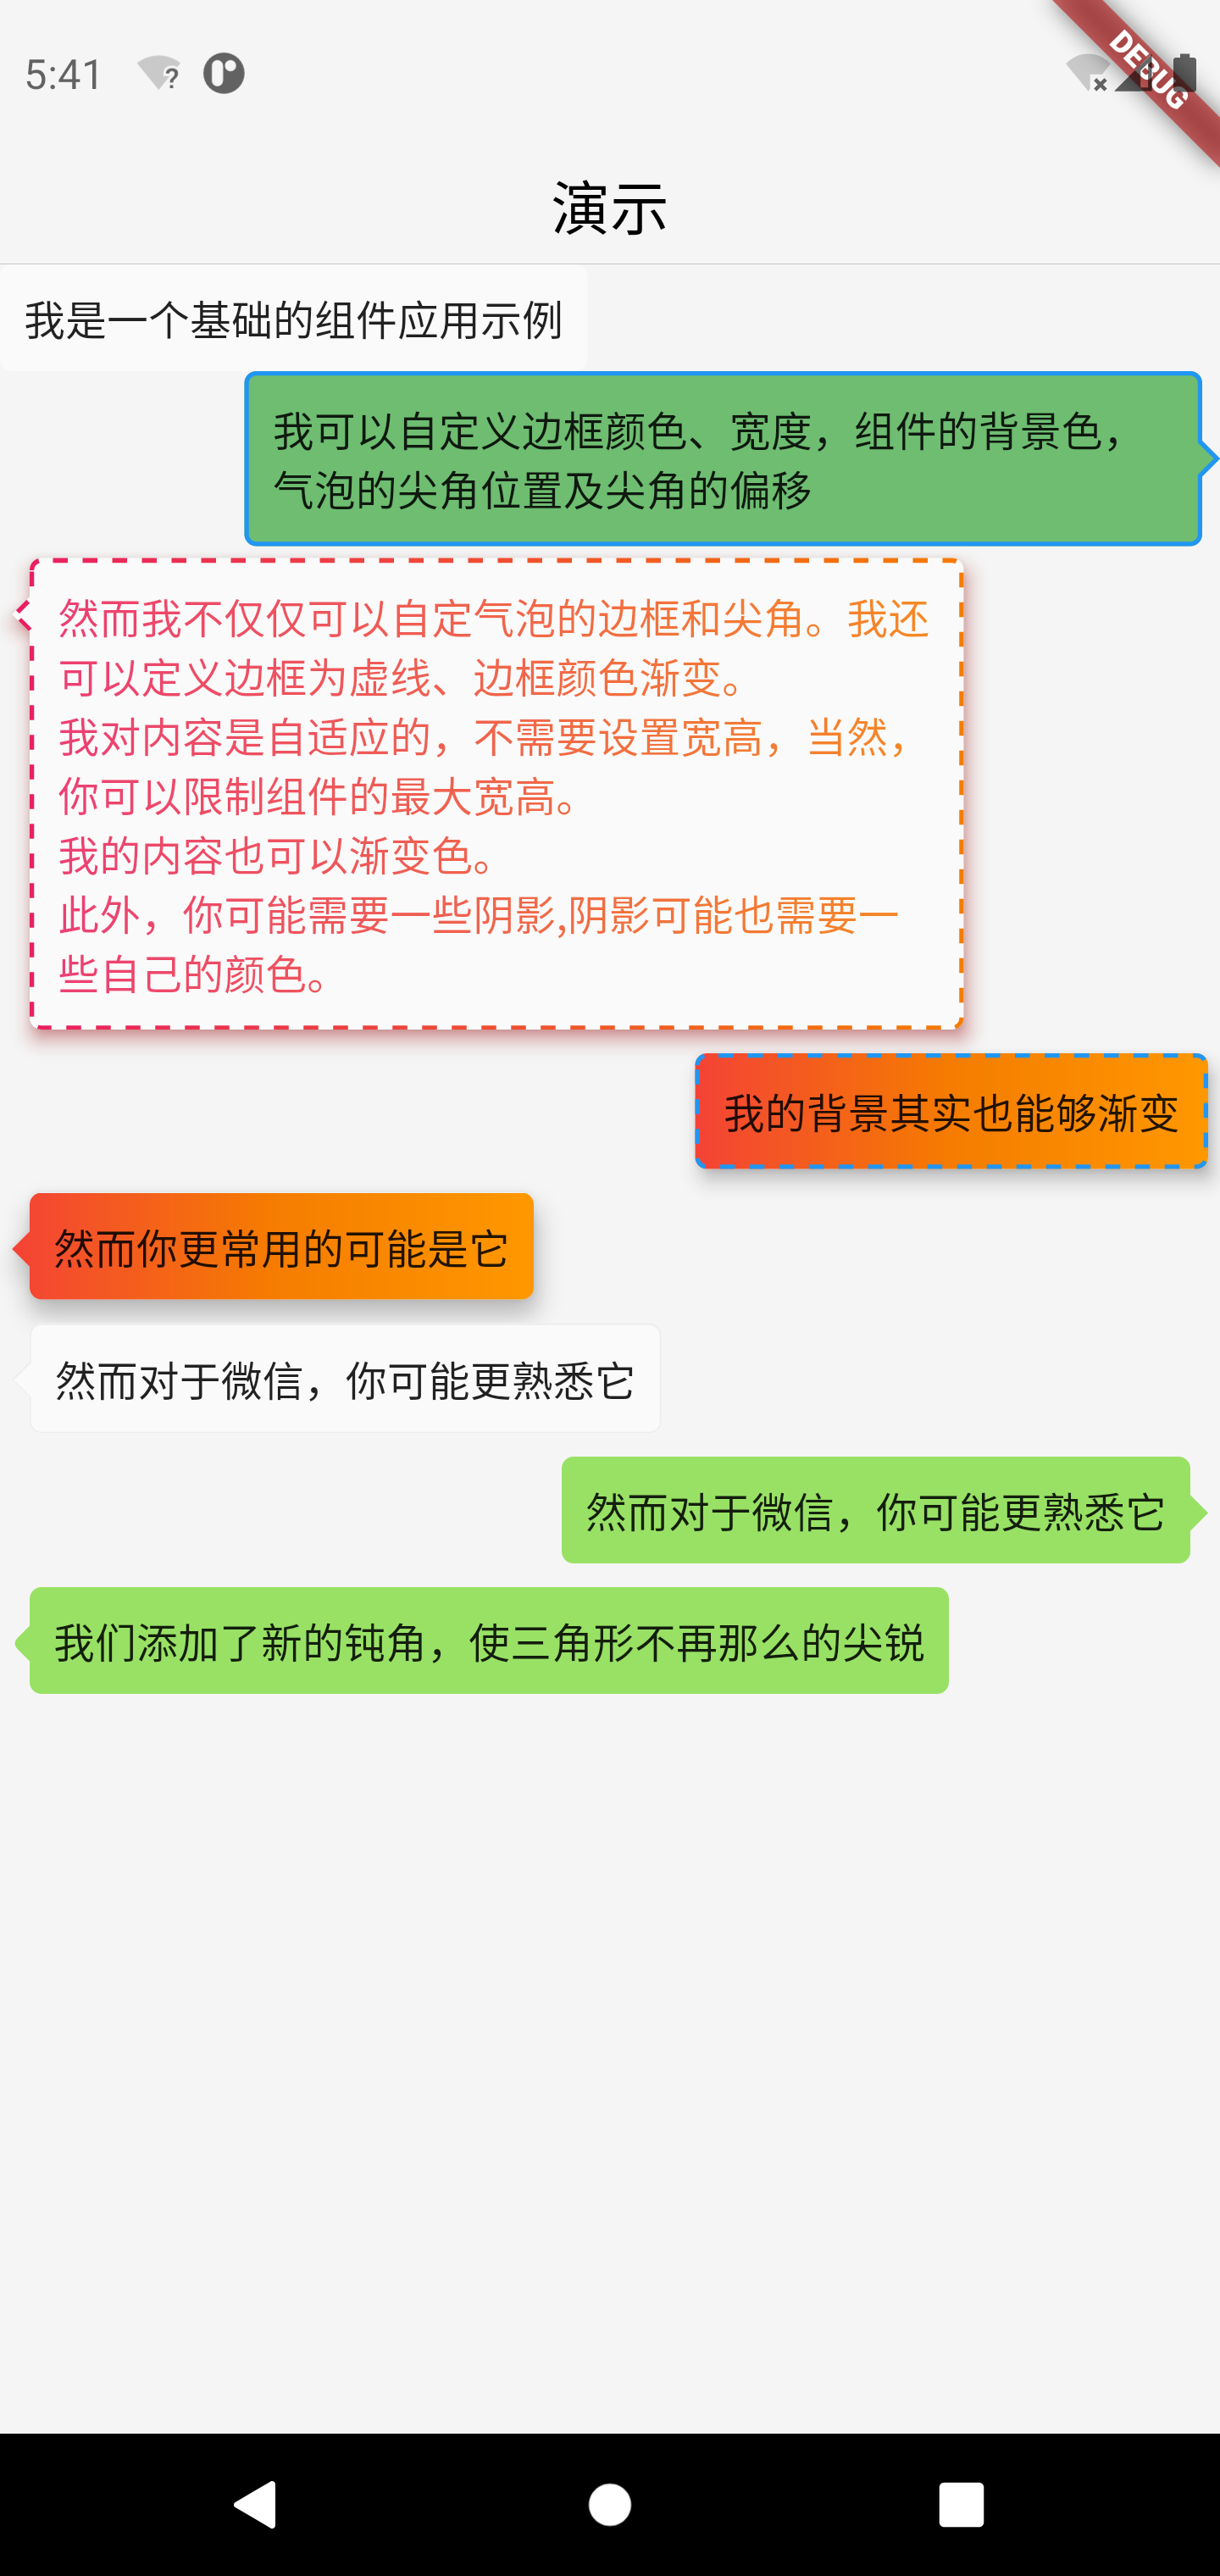 5:41
DEBUG
演示
我是一个基础的组件应用示例
我可以自定义边框颜色、宽度，组件的背景色，
气泡的尖角位置及尖角的偏移
然而我不仅仅可以自定气泡的边框和尖角。我还
可以定义边框为虚线、边框颜色渐变。
我对内容是自适应的，不需要设置宽高，当然，
你可以限制组件的最大宽高。
我的内容也可以渐变色。
此外，你可能需要一些阴影,阴影可能也需要一
些自己的颜色。
我的背景其实也能够渐变
然而你更常用的可能是它
然而对于微信，你可能更熟悉它
然而对于微信，你可能更熟悉它
我们添加了新的钝角，使三角形不再那么的尖锐